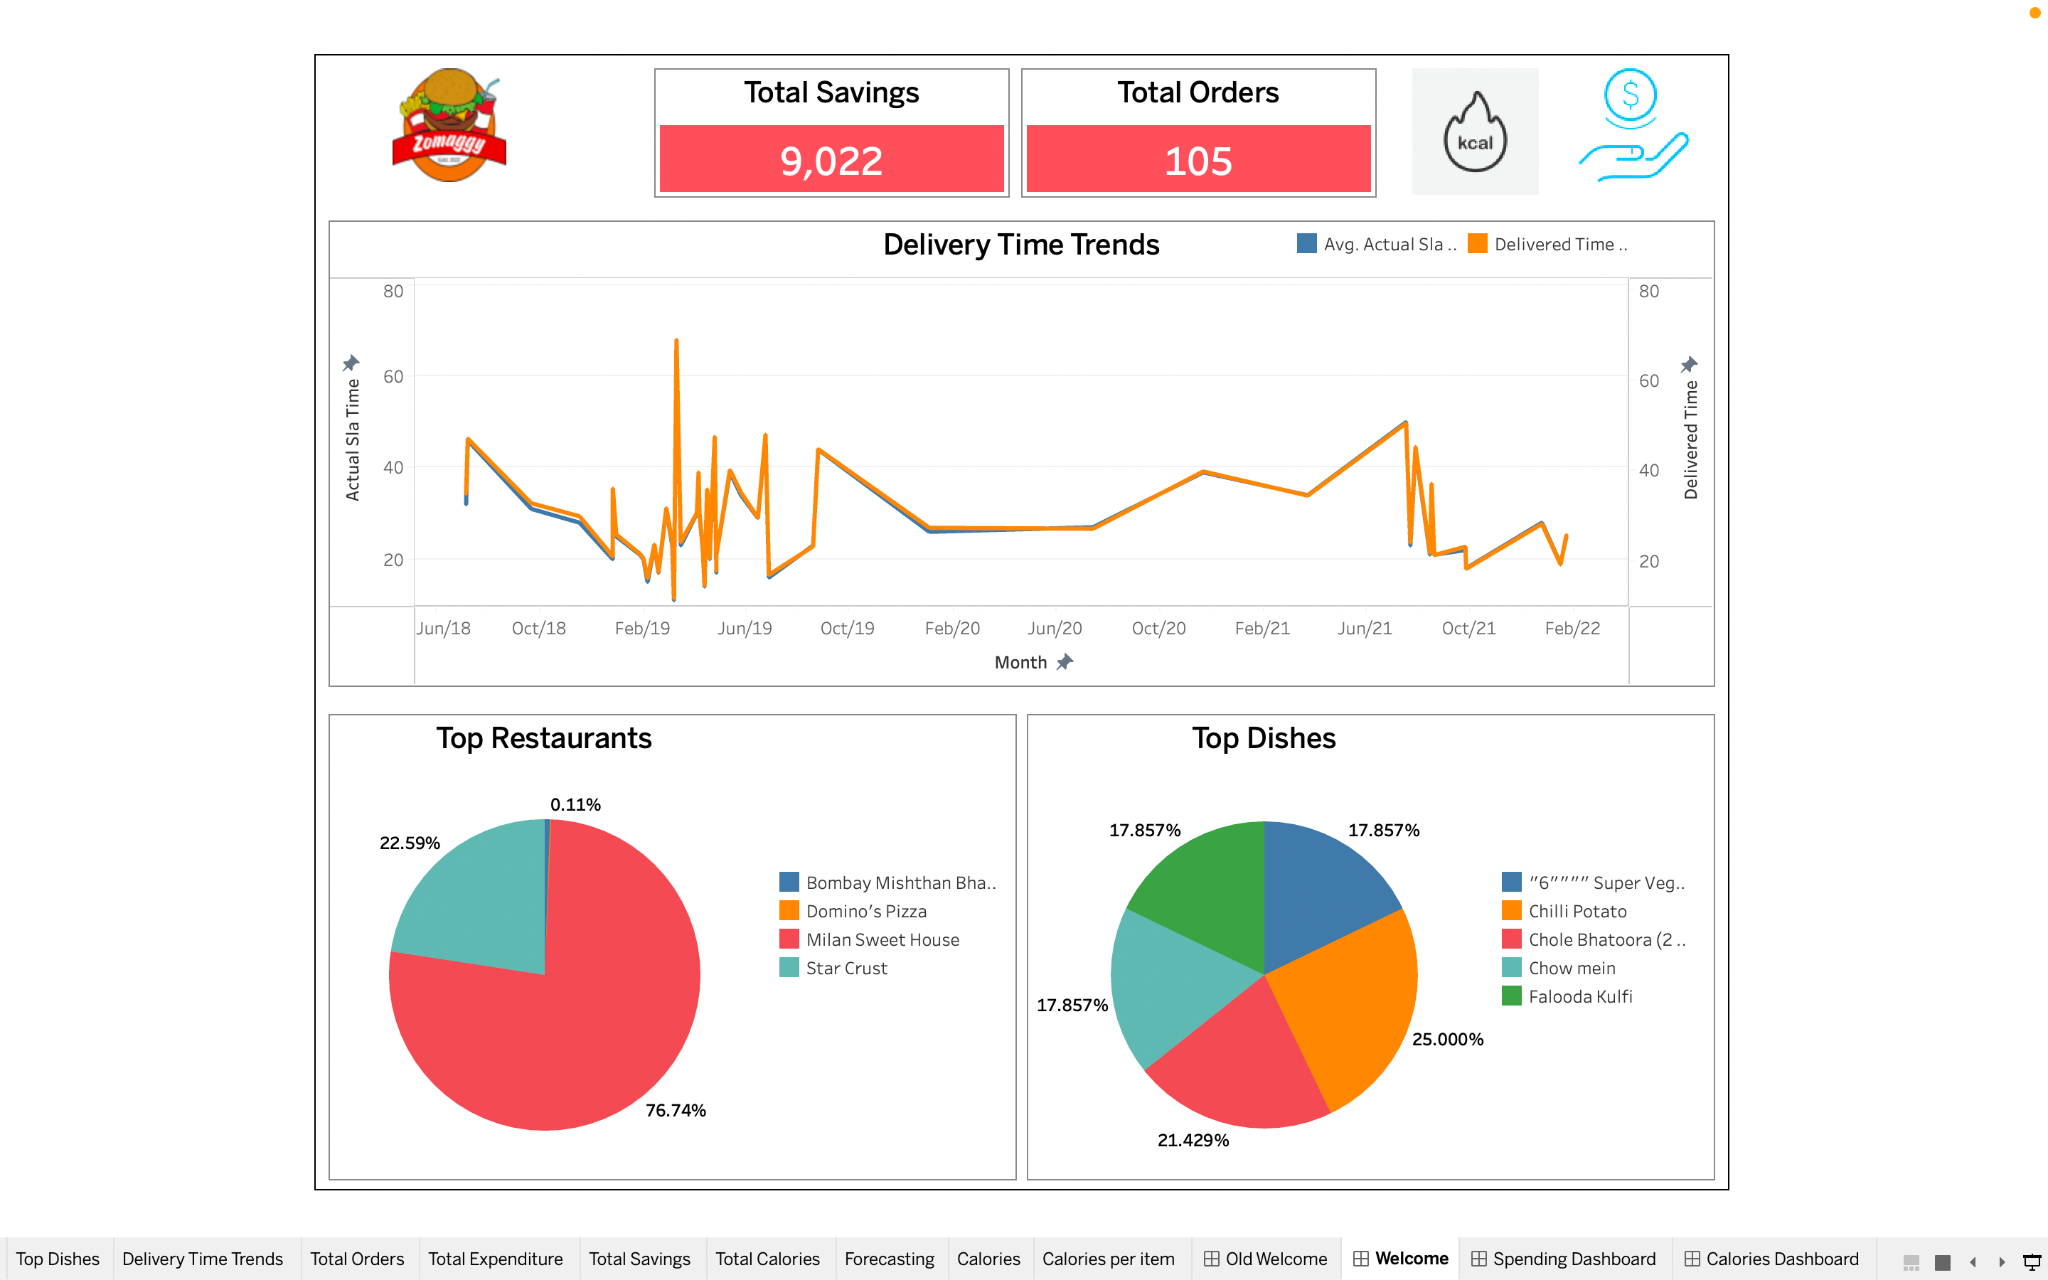 Zomaggy
Total Savings
9,022
Total Orders
105
kcal
$
Delivery Time Trends
Avg. Actual Sla ..
Delivered Time ..
80
60
40
20
Actual Sla Time
80
60
40
20
Delivered Time
Jun/18 Oct/18 Feb/19 Jun/19 Oct/19 Feb/20 Jun/20 Oct/20 Feb/21 Jun/21 Oct/21 Feb/22
Month
Top Restaurants
0.11%
22.59%
76.74%
Bombay Mishthan Bha..
Domino's Pizza
Milan Sweet House
Star Crust
Top Dishes
17.857%
17.857%
17.857%
25.000%
21.429%
"6"""" Super Veg..
Chilli Potato
Chole Bhatoora (2 ..
Chow mein
Falooda Kulfi
Top Dishes Delivery Time Trends Total Orders Total Expenditure Total Savings Total Calories Forecasting Calories Calories per item Old Welcome Welcome Spending Dashboard Calories Dashboard